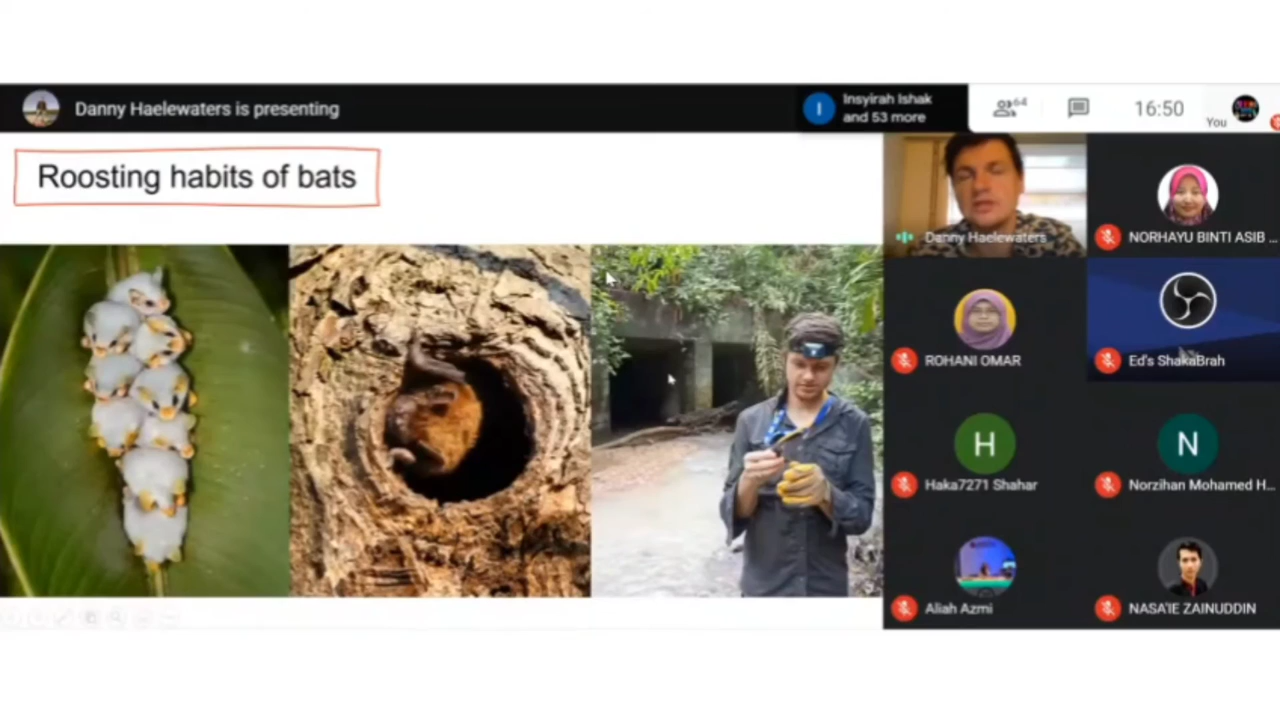 Danny Haelewaters is presenting
I
Insyirah Ishak
and 53 more
64
16:50
You
Roosting habits of bats
Danny Haelewaters
NORHAYU BINTI ASIB ...
ROHANI OMAR
Ed's ShakaBrah
H
Haka7271 Shahar
N
Norzihan Mohamed H...
Aliah Azmi
NASA'IE ZAINUDDIN